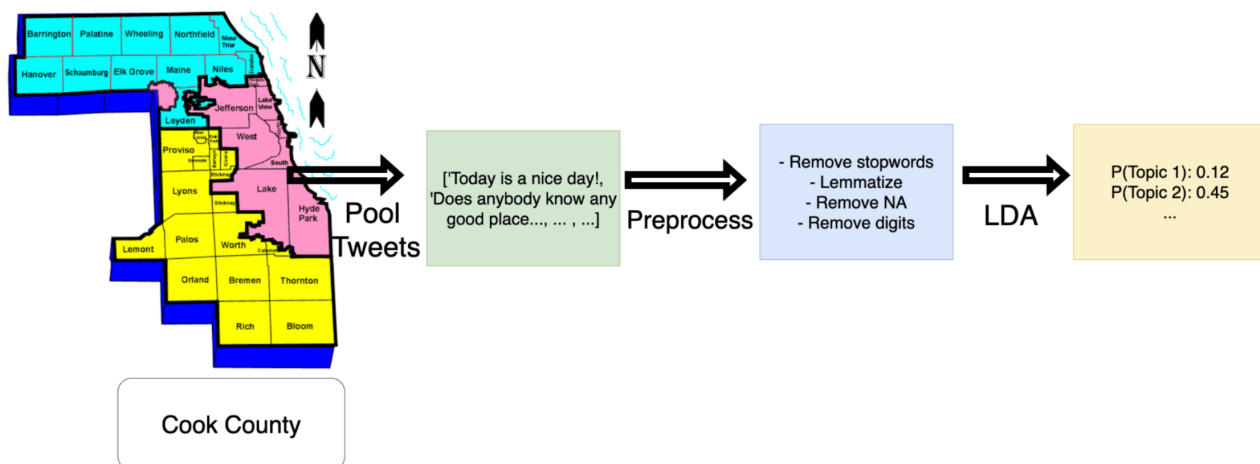 Barrington
Palatine
Wheeling
Northfield
New Trier
Hanover
Schaumburg
Elk Grove
Maine
Niles
N
Leyden
Jefferson
Lake View
Proviso
West
South
Lyons
Stickney
Lake
Hyde Park
Stickney
Lemont
Palos
Worth
Orland
Bremen
Thornton
Rich
Bloom
Cook County
Pool
Tweets
['Today is a nice day!,
'Does anybody know any
good place..., ... , ...]
Preprocess
- Remove stopwords
- Lemmatize
- Remove NA
- Remove digits
LDA
P(Topic 1): 0.12
P(Topic 2): 0.45
...